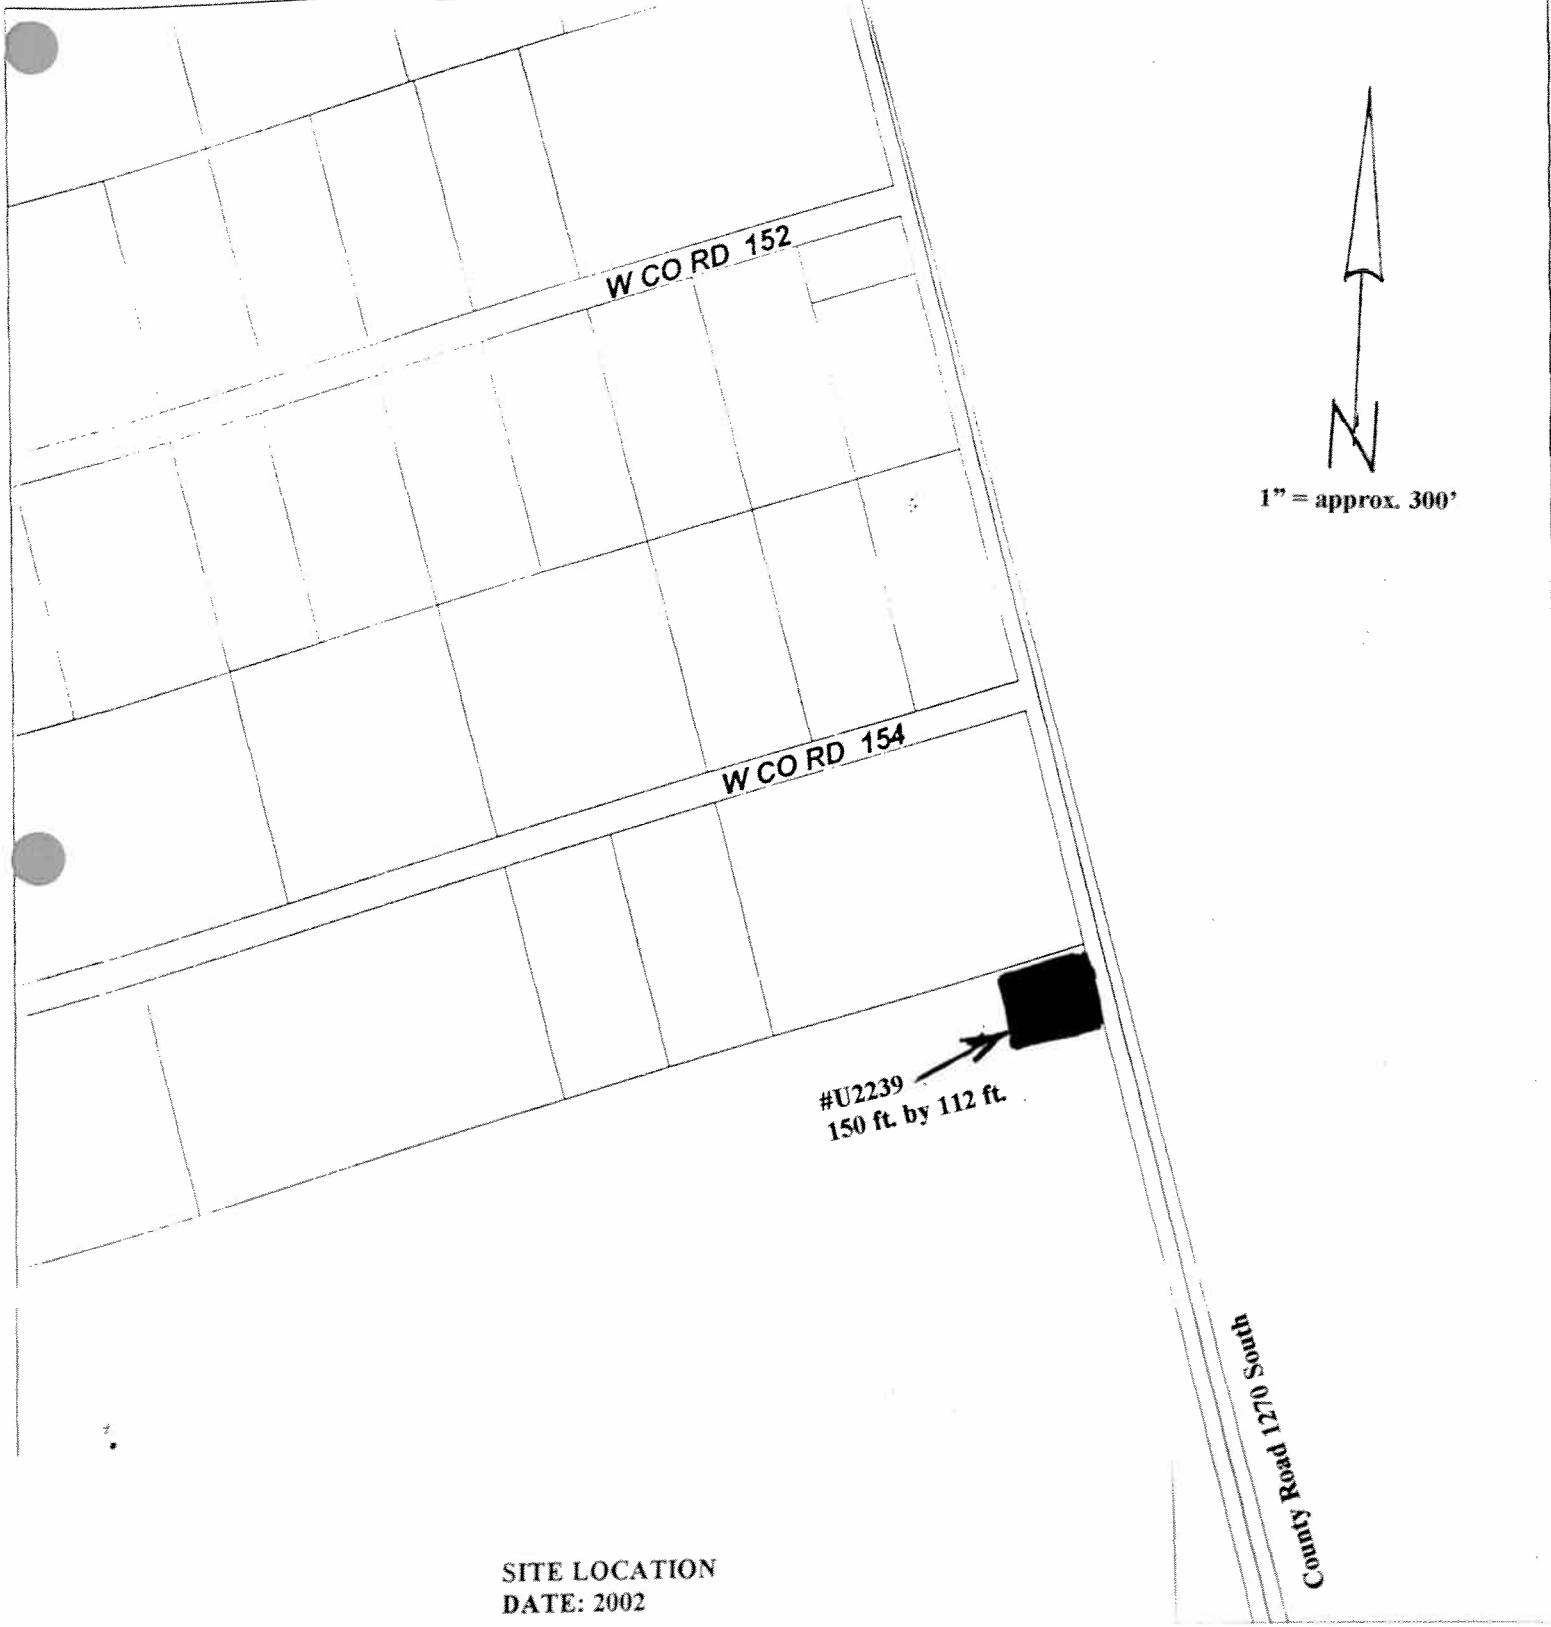 W CO RD 152
N
1” = approx. 300’
W CO RD 154
#U2239
150 ft. by 112 ft.
County Road 1270 South
SITE LOCATION
DATE: 2002